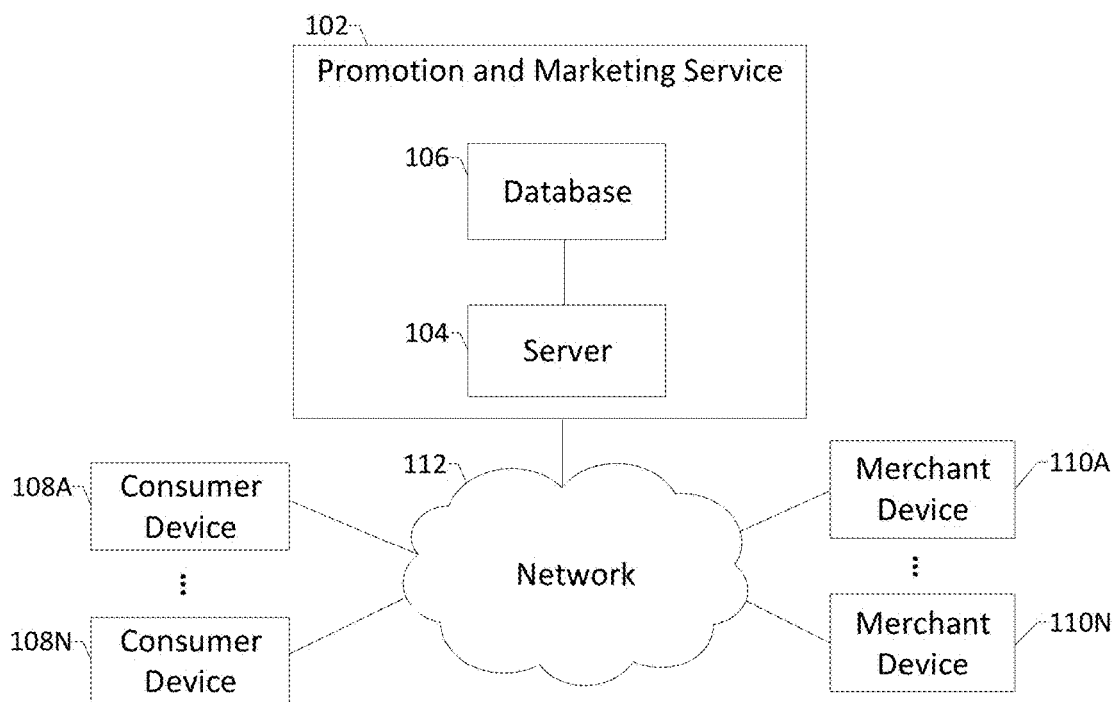 102
Promotion and Marketing Service
106
Database
104
Server
112
Network
108A
Consumer
Device
108N
Consumer
Device
Merchant
Device
110A
Merchant
Device
110N